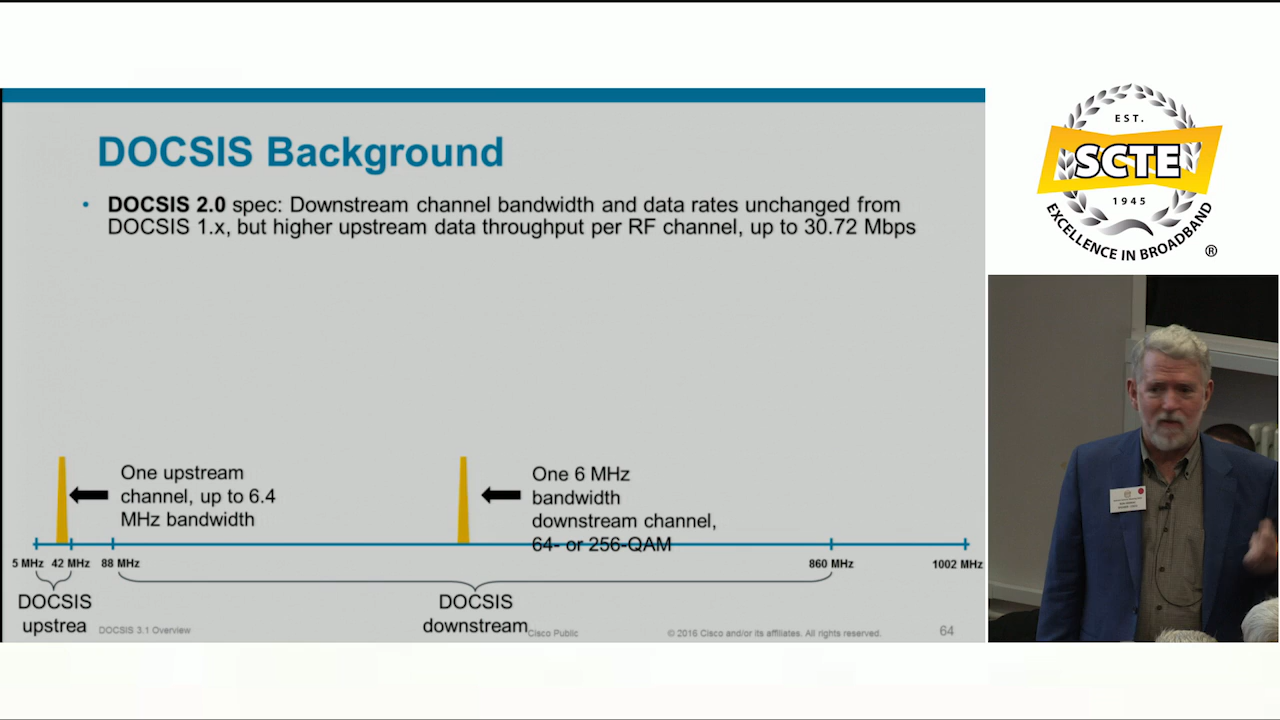 DOCSIS Background
• DOCSIS 2.0 spec: Downstream channel bandwidth and data rates unchanged from
DOCSIS 1.x, but higher upstream data throughput per RF channel, up to 30.72 Mbps
One upstream
channel, up to 6.4
MHz bandwidth
One 6 MHz
bandwidth
downstream channel,
64- or 256-QAM
5 MHz 42 MHz 88 MHz 860 MHz 1002 MHz
DOCSIS
upstrea
DOCSIS
downstream
DOCSIS 3.1 Overview
Cisco Public
© 2016 Cisco and/or its affiliates. All rights reserved.
64
EST.
SCTE
1945
EXCELLENCE IN BROADBAND
®